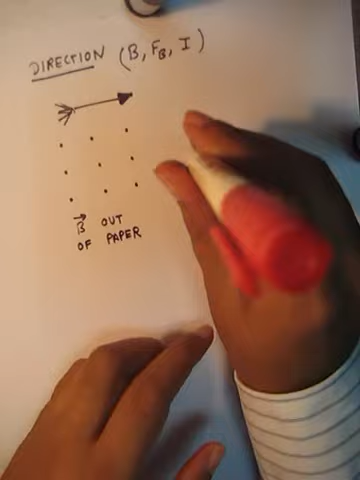 DIRECTION (B, F_B, I)
B⃗ OUT
OF PAPER